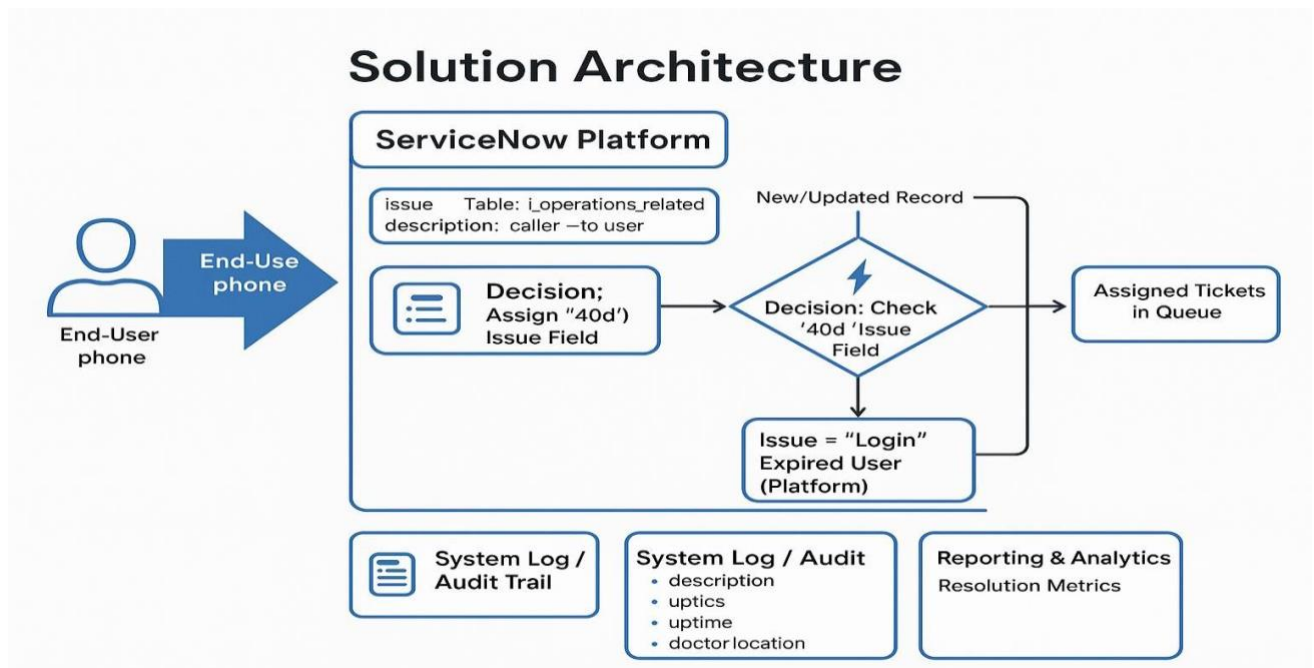 Solution Architecture
ServiceNow Platform
issue Table: i_operations_related
description: caller —to user
New/Updated Record
End-Use
phone
End-User
phone
Decision;
Assign “40d’)
Issue Field
Decision: Check
‘40d ‘Issue
Field
Assigned Tickets
in Queue
Issue = “Login”
Expired User
(Platform)
System Log /
Audit Trail
System Log / Audit
• description
• uptics
• uptime
• doctor location
Reporting & Analytics
Resolution Metrics